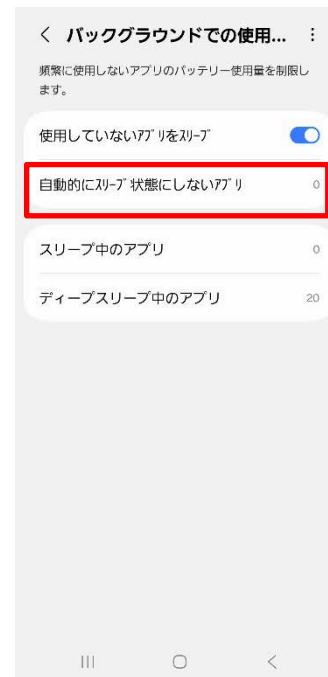 バックグラウンドでの使用...
頻繁に使用しないアプリのバッテリー使用量を制限し
ます。
使用していないｱﾌﾟﾘをｽﾘｰﾌﾟ
自動的にｽﾘｰﾌﾟ状態にしないｱﾌﾟﾘ 0
スリープ中のアプリ 0
ディープスリープ中のアプリ 20